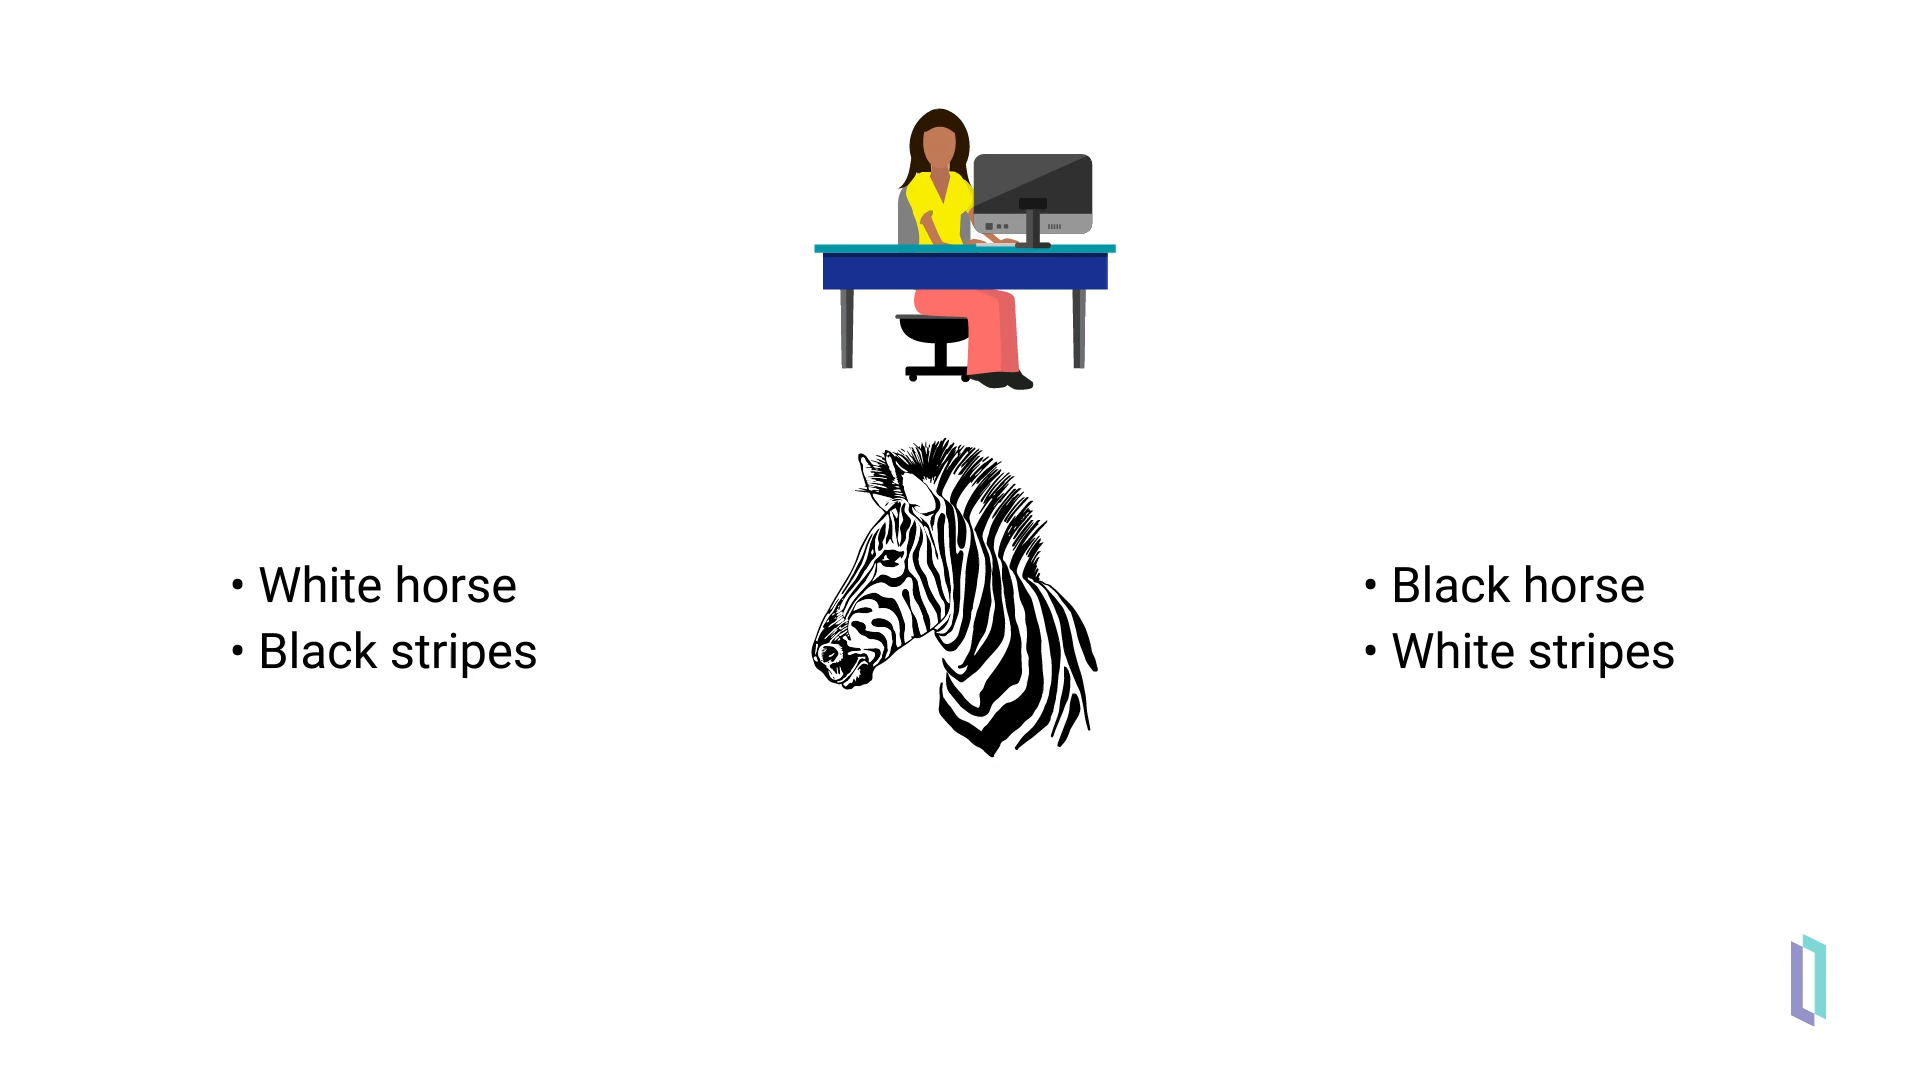 • White horse
• Black stripes
• Black horse
• White stripes